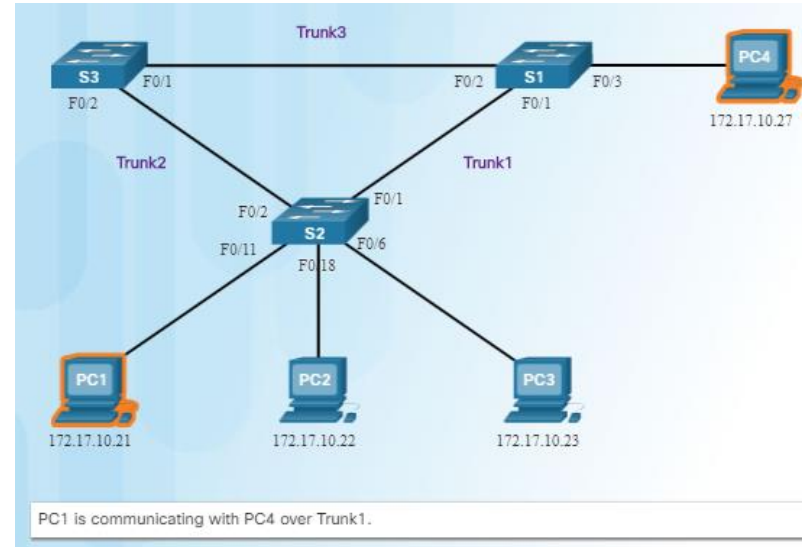 Trunk3
PC4
S3
F0/1
F0/2
S1
F0/3
F0/2
F0/1
172.17.10.27
Trunk2
Trunk1
F0/2
F0/1
S2
F0/11
F0/6
F0/18
PC1
PC2
PC3
172.17.10.21
172.17.10.22
172.17.10.23
PC1 is communicating with PC4 over Trunk1.